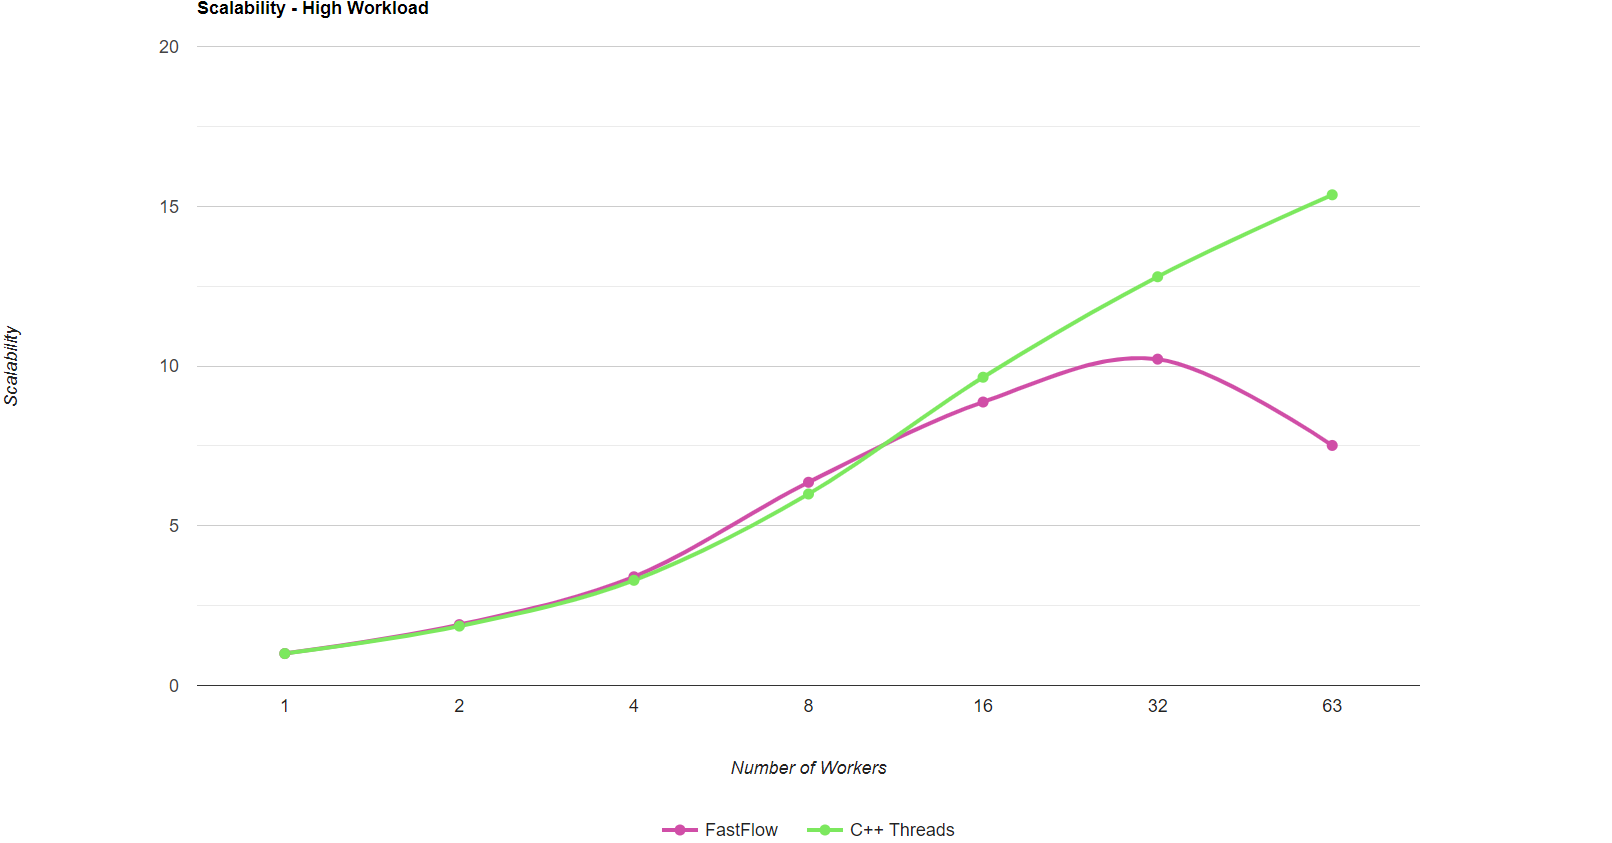 Scalability - High Workload
20
15
10
5
0
Scalability
1 2 4 8 16 32 63
Number of Workers
FastFlow C++ Threads